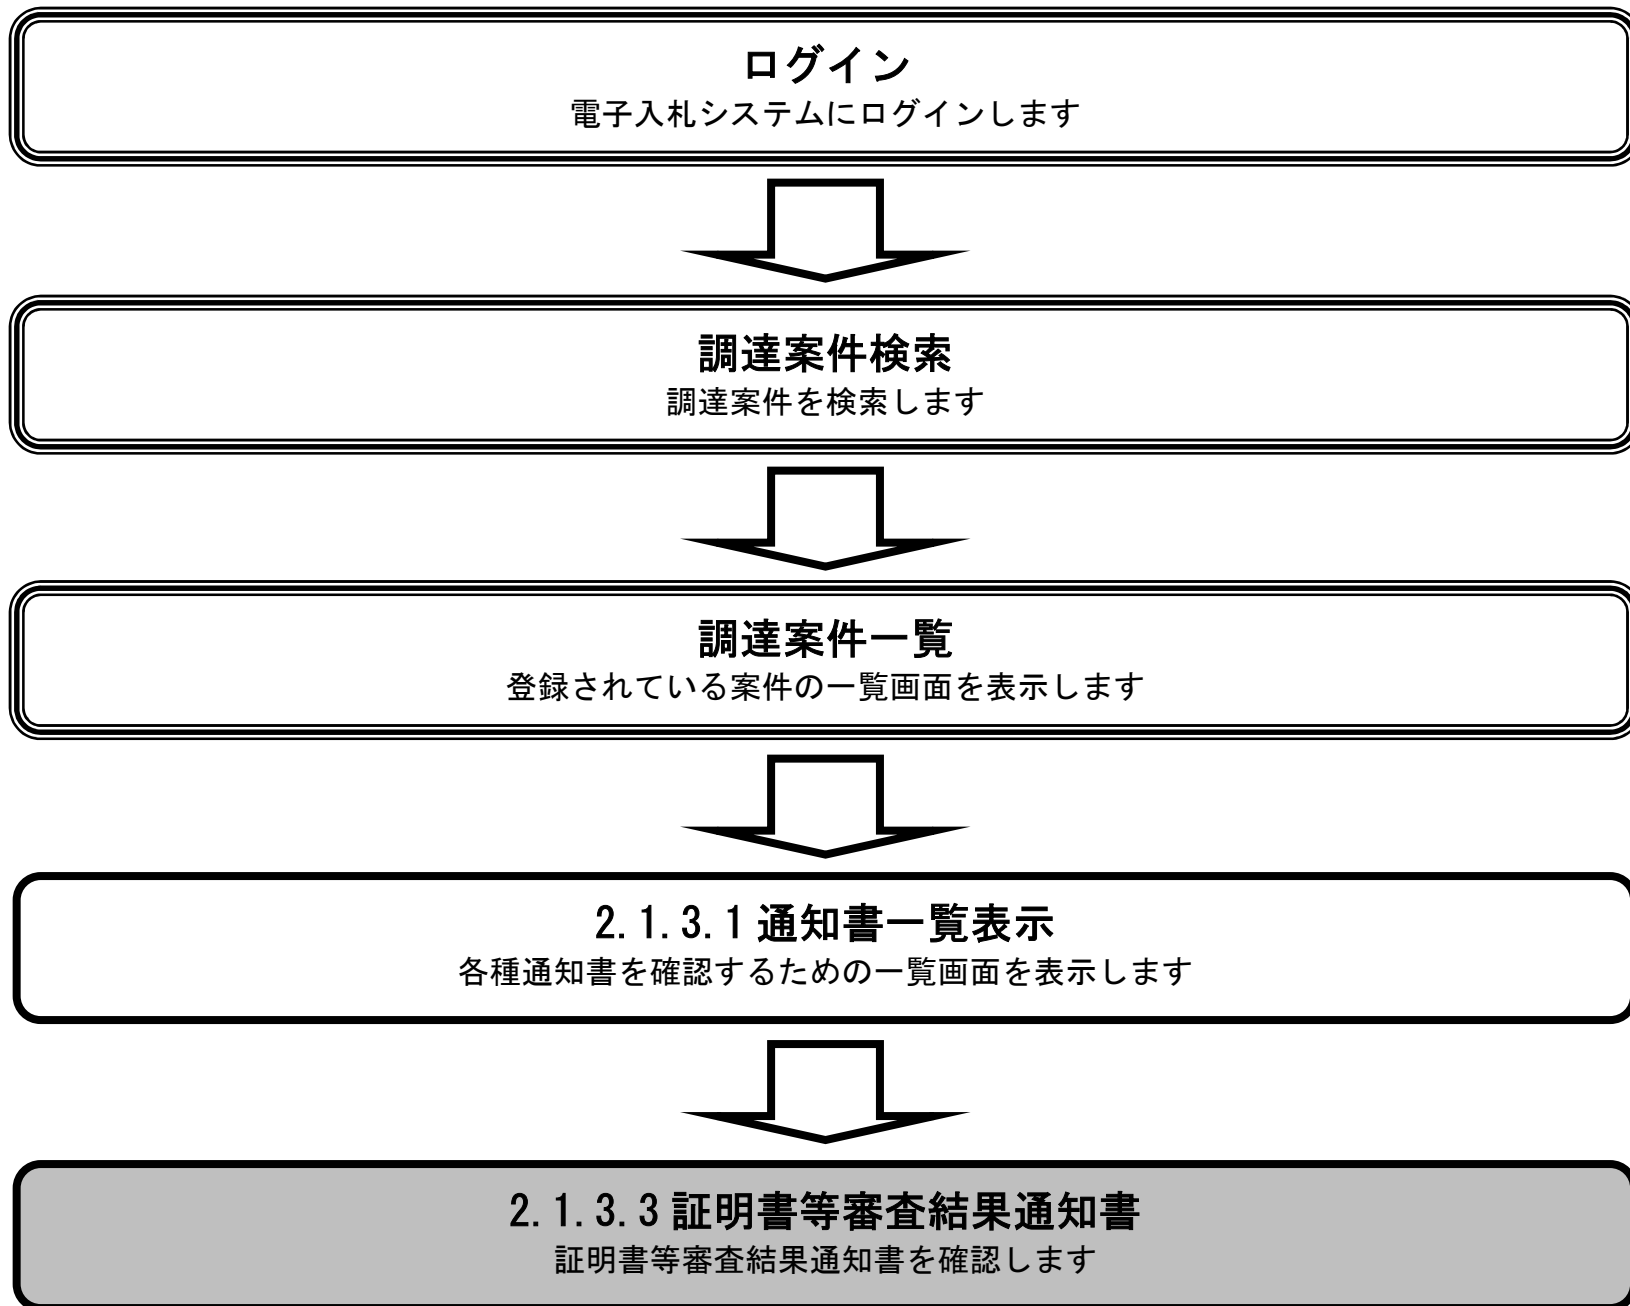 ログイン
電子入札システムにログインします
調達案件検索
調達案件を検索します
調達案件一覧
登録されている案件の一覧画面を表示します
2.1.3.1 通知書一覧表示
各種通知書を確認するための一覧画面を表示します
2.1.3.3 証明書等審査結果通知書
証明書等審査結果通知書を確認します